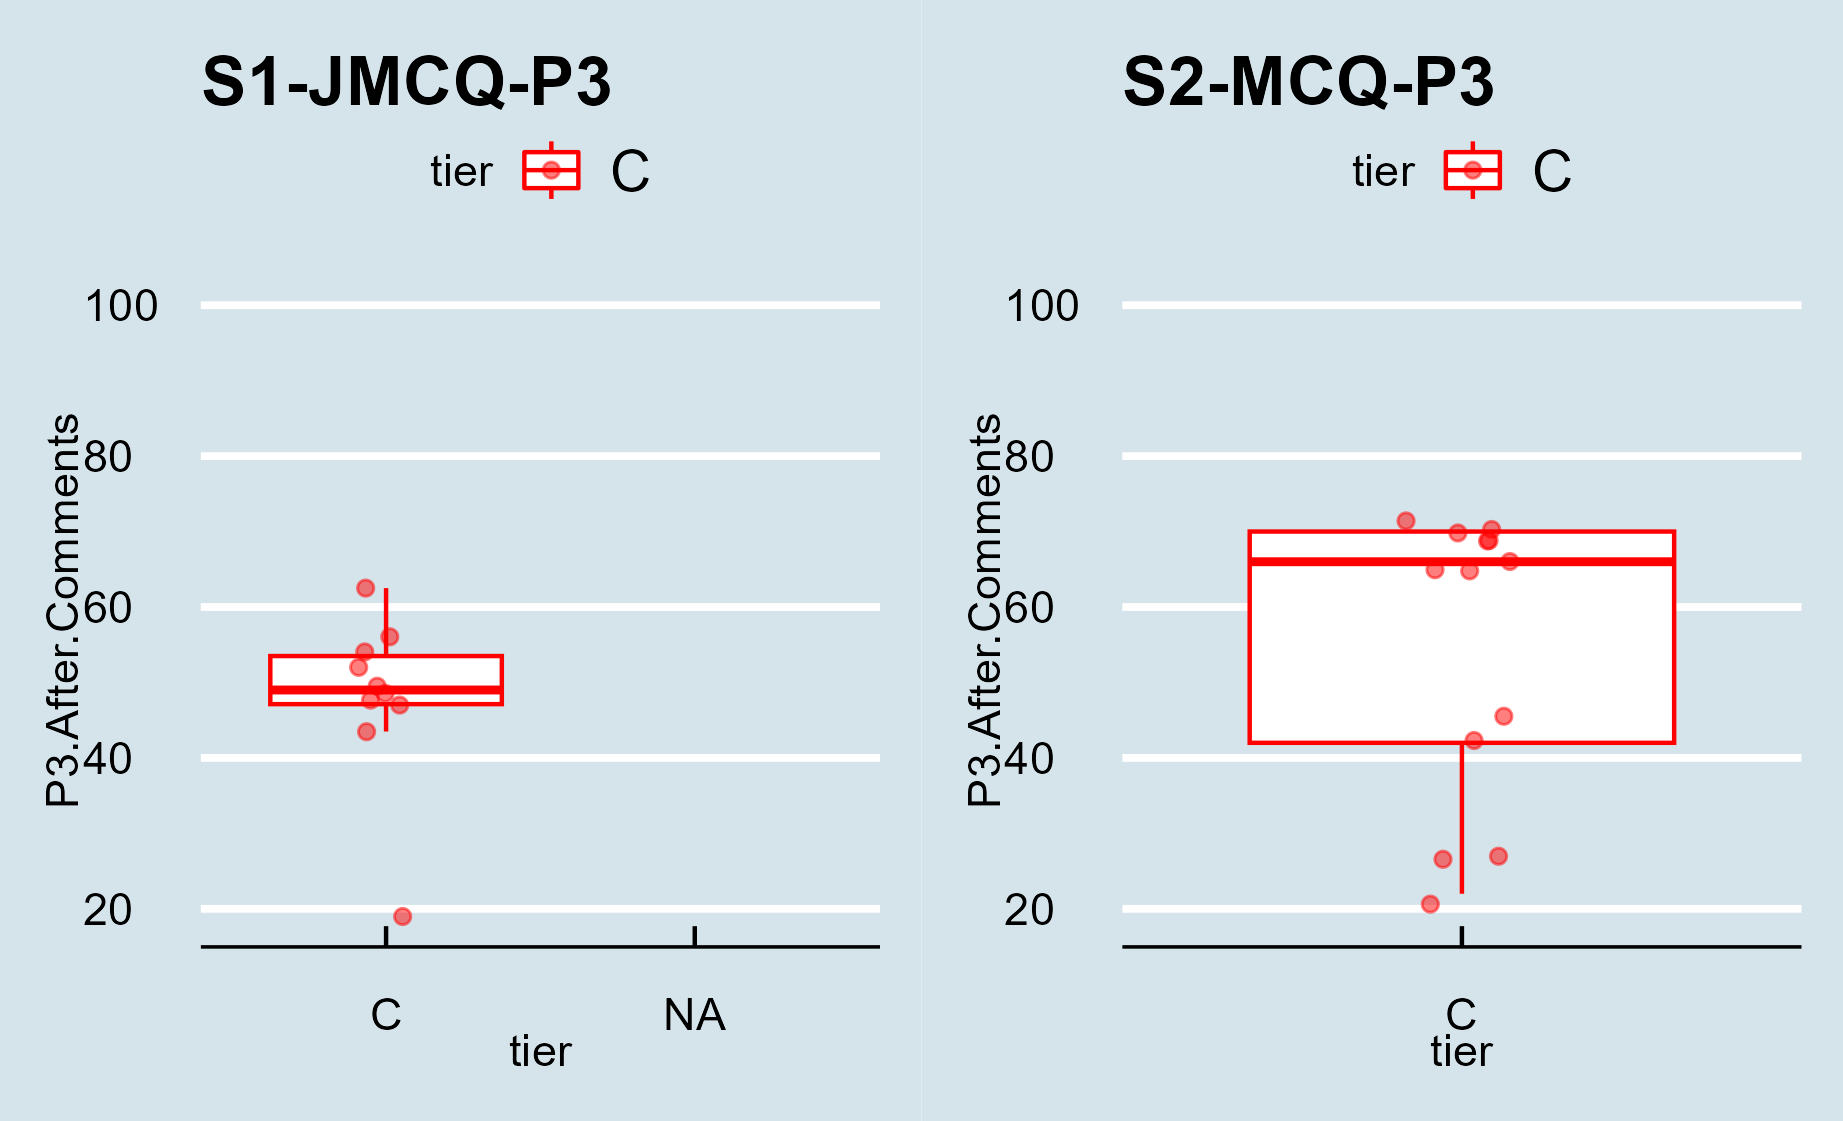 S1-JMCQ-P3
tier C
100
80
60
40
20
P3.After.Comments
C NA
tier
S2-MCQ-P3
tier C
100
80
60
40
20
P3.After.Comments
C
tier